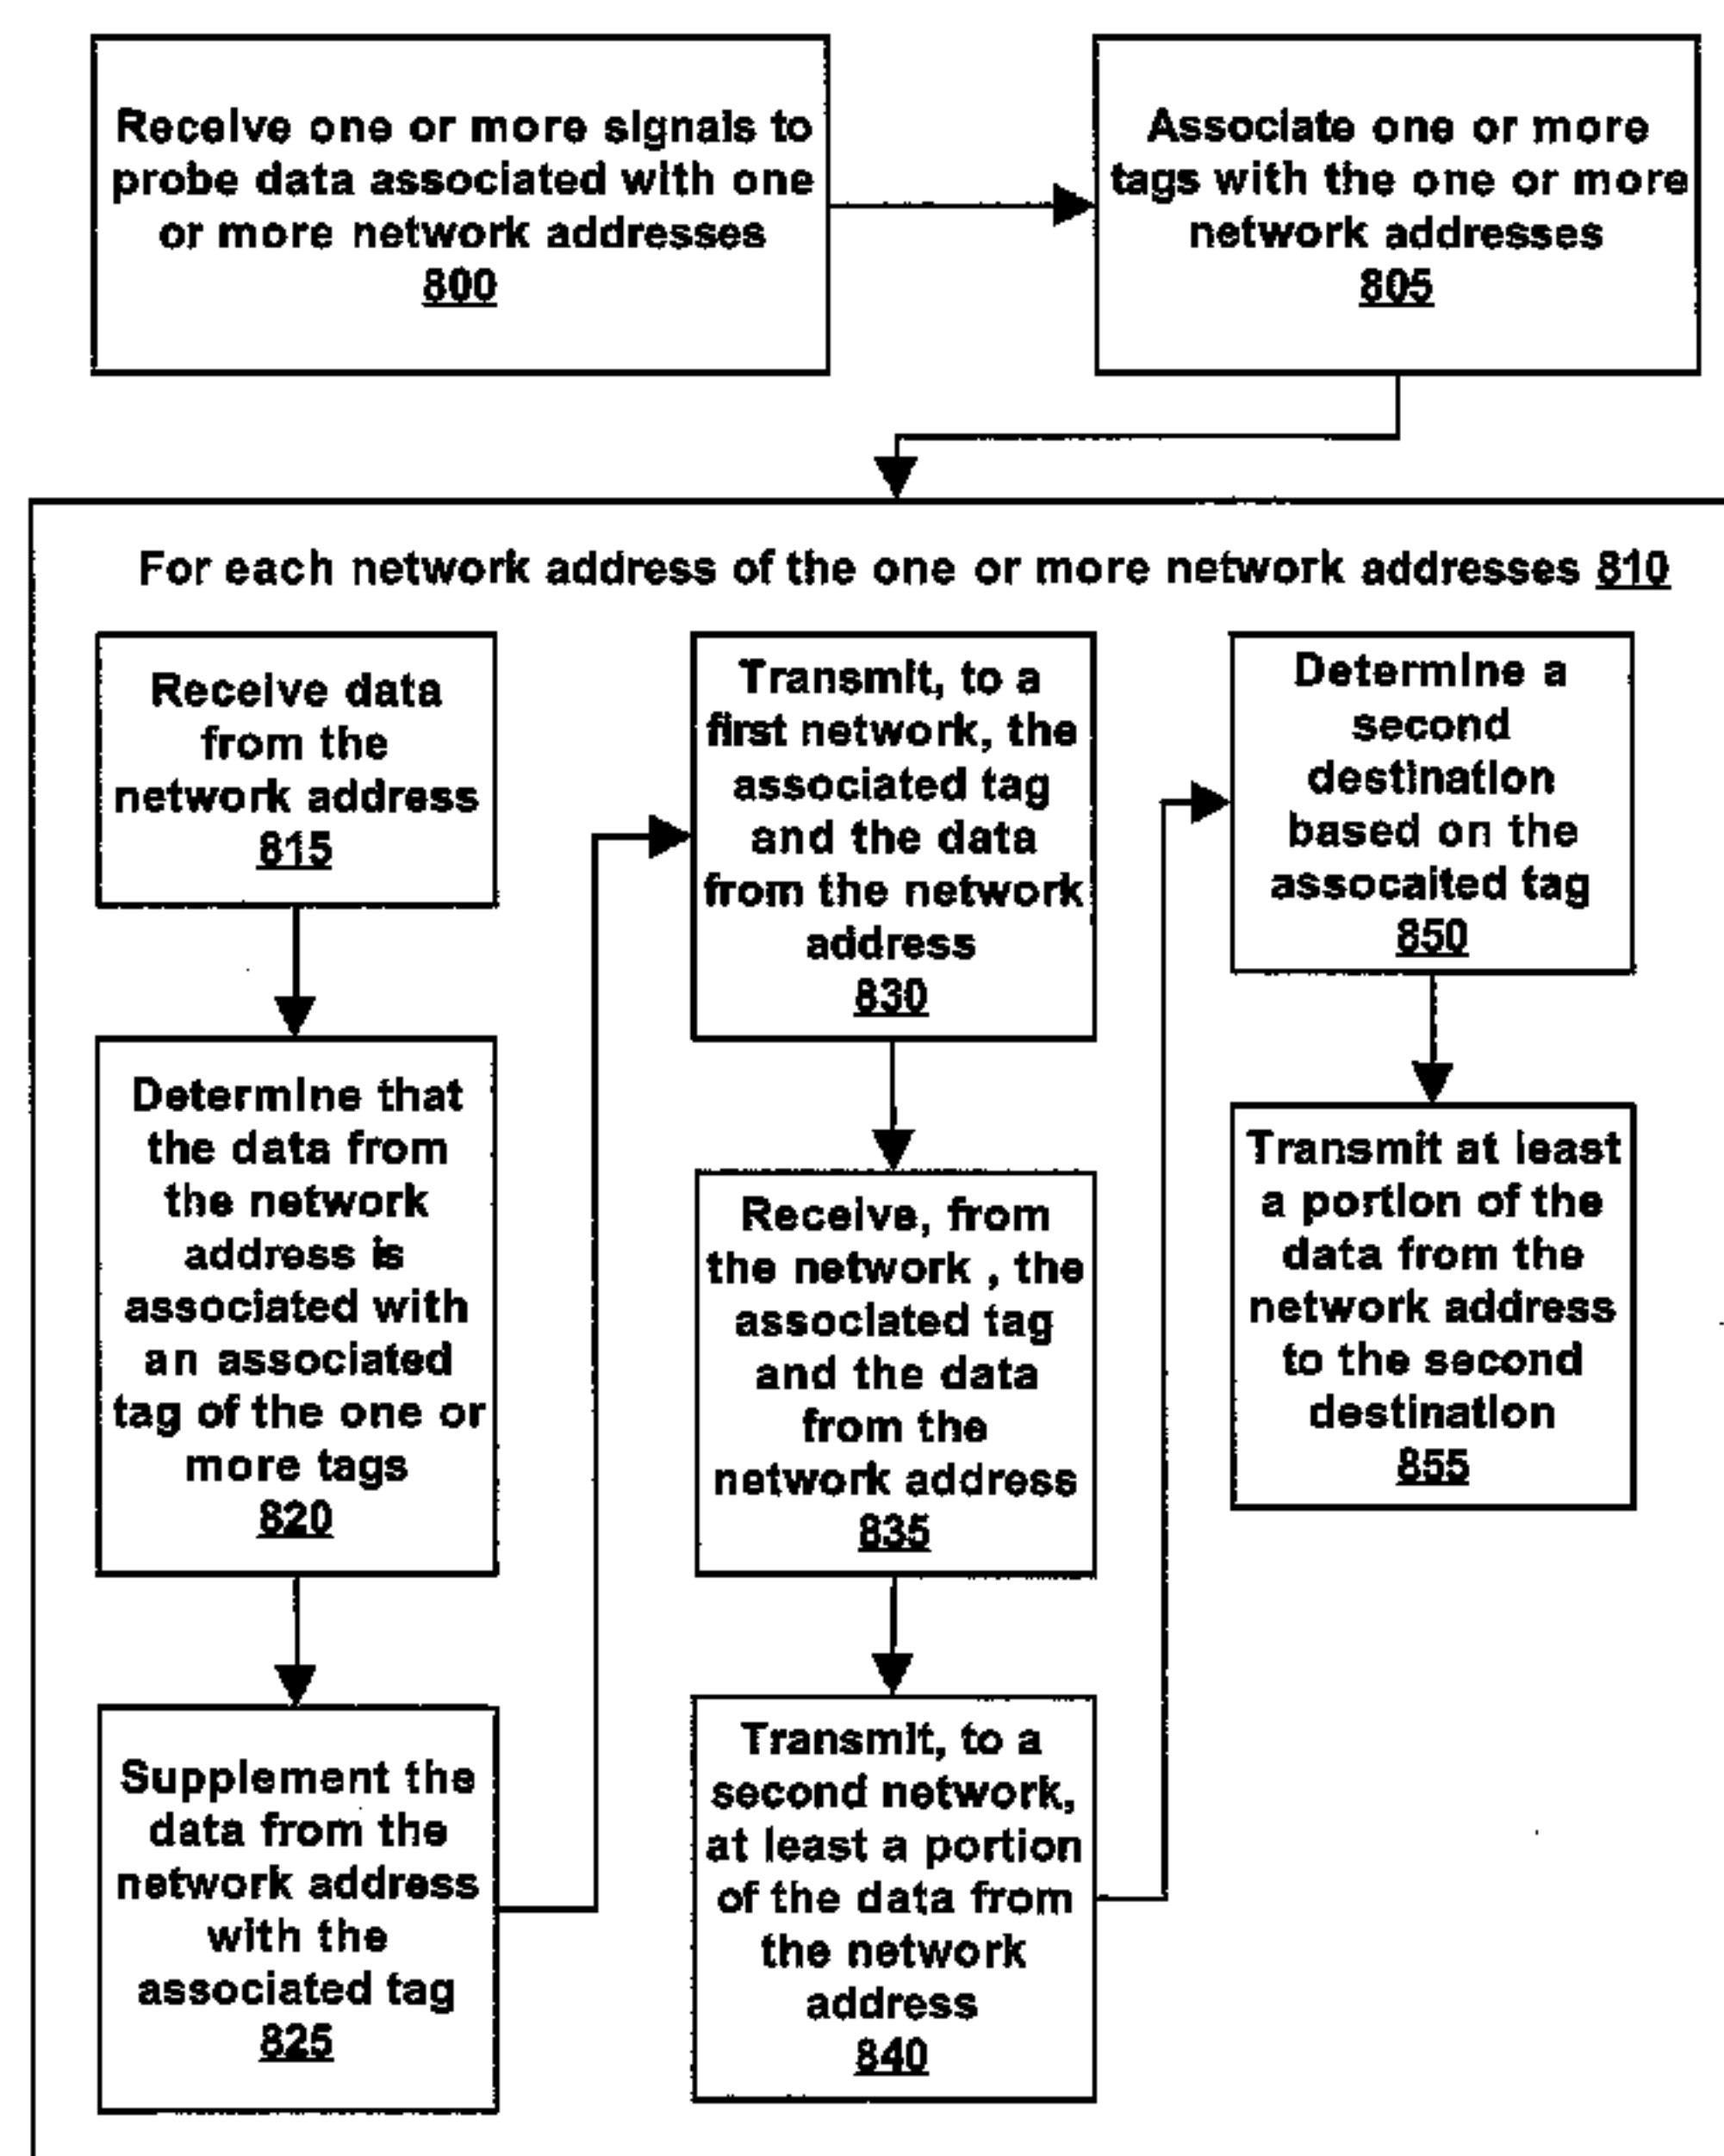 Receive one or more signals to
probe data associated with one
or more network addresses
800
Associate one or more
tags with the one or more
network addresses
805
For each network address of the one or more network addresses 810
Receive data
from the
network address
815
Determine that
the data from
the network
address is
associated with
an associated
tag of the one or
more tags
820
Supplement the
data from the
network address
with the
associated tag
825
Transmit, to a
first network, the
associated tag
and the data
from the network
address
830
Receive, from
the network , the
associated tag
and the data
from the
network address
835
Transmit, to a
second network,
at least a portion
of the data from
the network
address
840
Determine a
second
destination
based on the
assocaited tag
850
Transmit at least
a portion of the
data from the
network address
to the second
destination
855